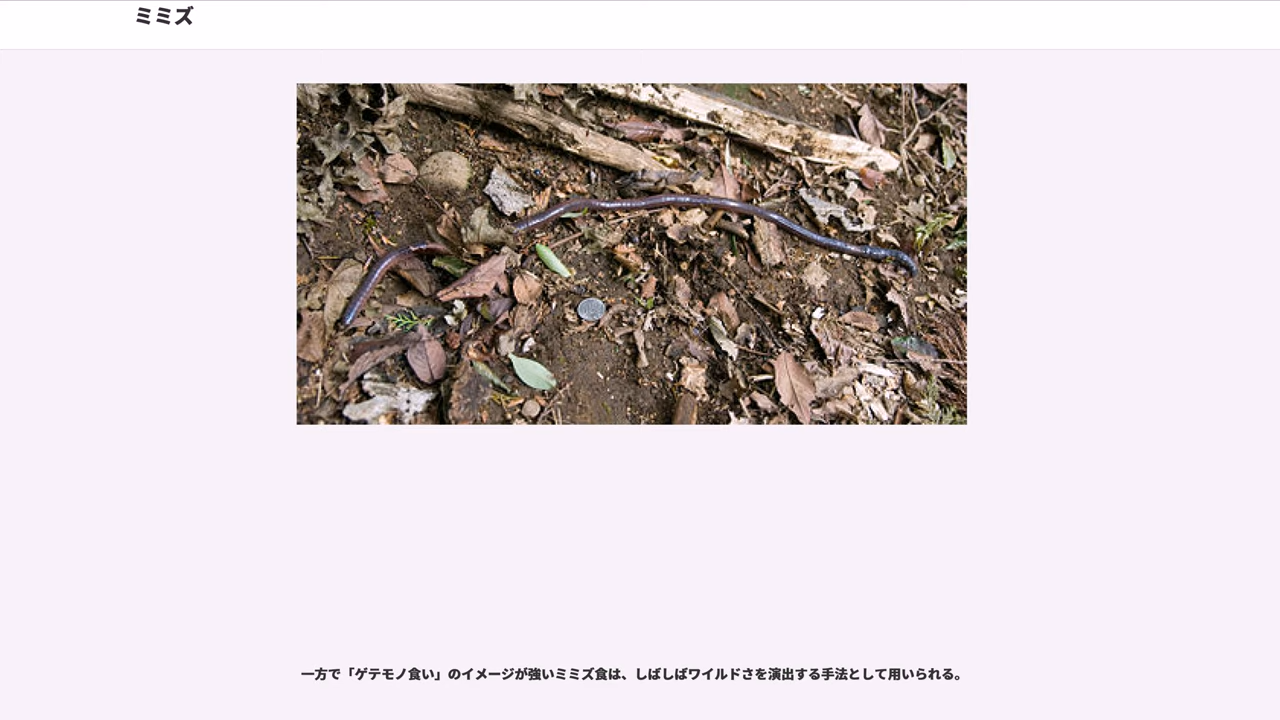 ミミズ
一方で「ゲテモノ食い」のイメージが強いミミズ食は、しばしばワイルドさを演出する手法として用いられる。